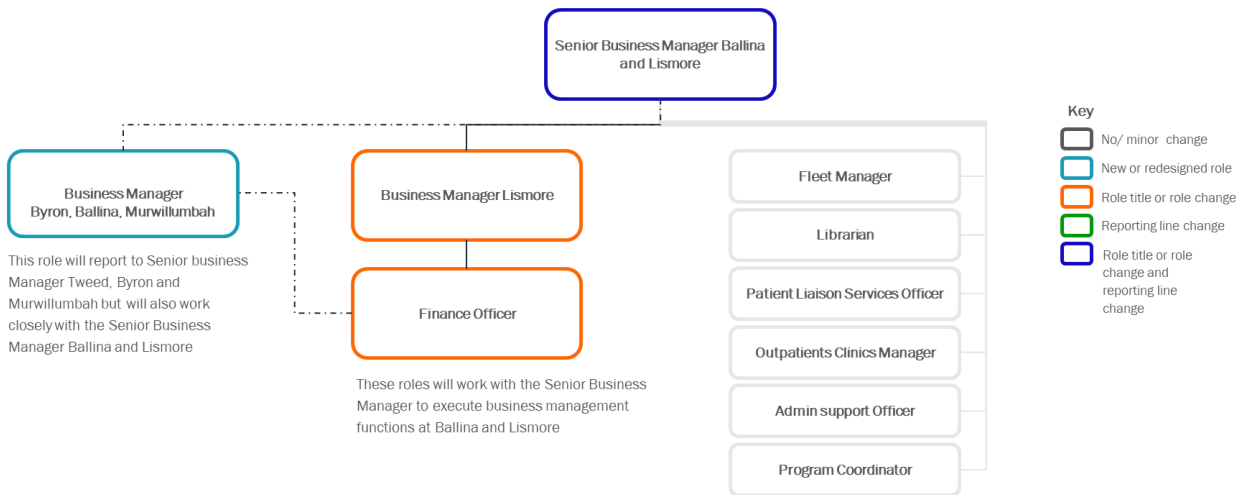 Senior Business Manager Ballina
and Lismore
Business Manager
Byron, Ballina, Murwillumbah
This role will report to Senior business
Manager Tweed, Byron and
Murwillumbah but will also work
closely with the Senior Business
Manager Ballina and Lismore
Business Manager Lismore
Finance Officer
These roles will work with the Senior Business
Manager to execute business management
functions at Ballina and Lismore
Fleet Manager
Librarian
Patient Liaison Services Officer
Outpatients Clinics Manager
Admin support Officer
Program Coordinator
Key
No/ minor change
New or redesigned role
Role title or role change
Reporting line change
Role title or role
change and
reporting line
change